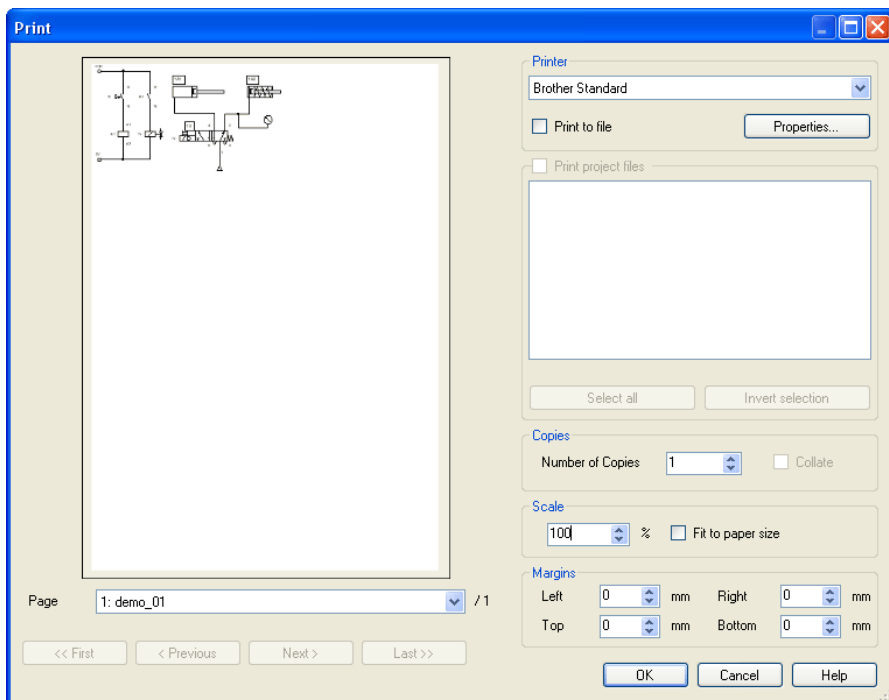 Print
Printer
Brother Standard
Print to file
Properties...
Print project files
Select all
Invert selection
Copies
Number of Copies 1
Collate
Scale
100 % Fit to paper size
Margins
Left 0 mm Right 0 mm
Top 0 mm Bottom 0 mm
Page 1: demo_01 / 1
<< First < Previous Next > Last >>
OK Cancel Help